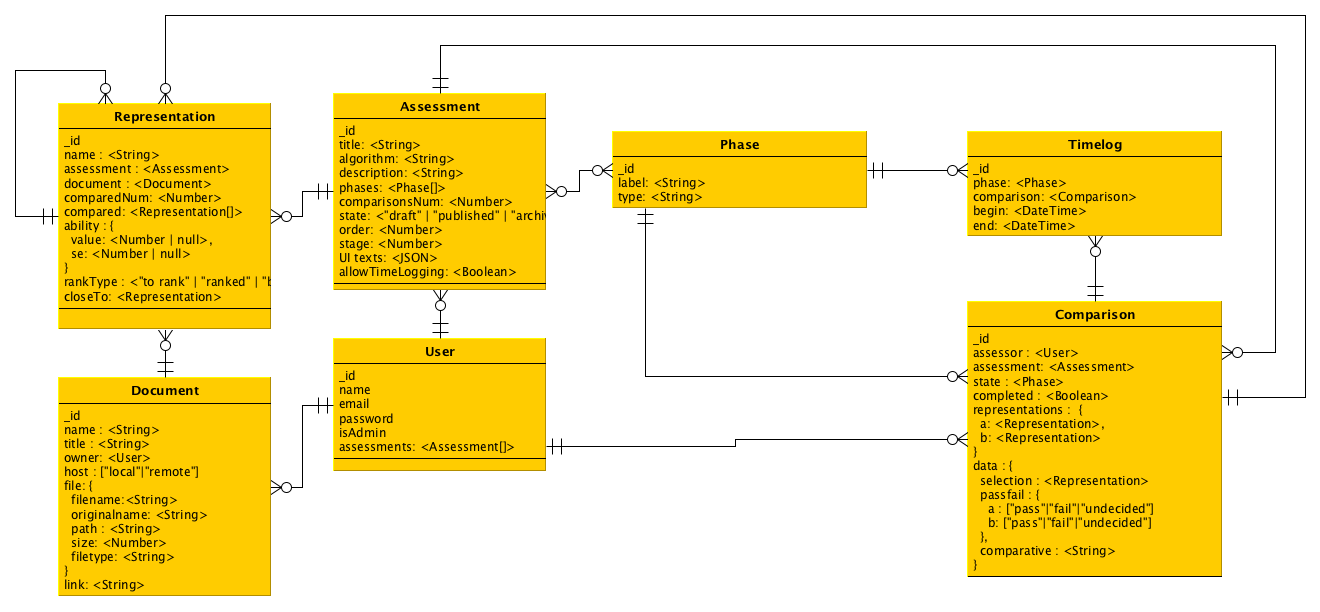 Representation
_id
name : <String>
assessment : <Assessment>
document : <Document>
comparedNum: <Number>
compared: <Representation[]>
ability : {
value: <Number | null>,
se: <Number | null>
}
rankType : <"to rank" | "ranked" | "b
closeTo: <Representation>
Assessment
_id
title: <String>
algorithm: <String>
description: <String>
phases: <Phase[]>
comparisonsNum: <Number>
state: <"draft" | "published" | "archi
order: <Number>
stage: <Number>
UI texts: <JSON>
allowTimeLogging: <Boolean>
Phase
_id
label: <String>
type: <String>
Timelog
_id
phase: <Phase>
comparison: <Comparison>
begin: <DateTime>
end: <DateTime>
Document
_id
name : <String>
title : <String>
owner: <User>
host : ["local"|"remote"]
file: {
filename:<String>
originalname: <String>
path : <String>
size: <Number>
filetype: <String>
}
link: <String>
User
_id
name
email
password
isAdmin
assessments: <Assessment[]>
Comparison
_id
assessor : <User>
assessment: <Assessment>
state : <Phase>
completed : <Boolean>
representations :  {
a: <Representation>,
b: <Representation>
}
data : {
selection : <Representation>
passfail : {
a : ["pass"|"fail"|"undecided"]
b: ["pass"|"fail"|"undecided"]
},
comparative : <String>
}